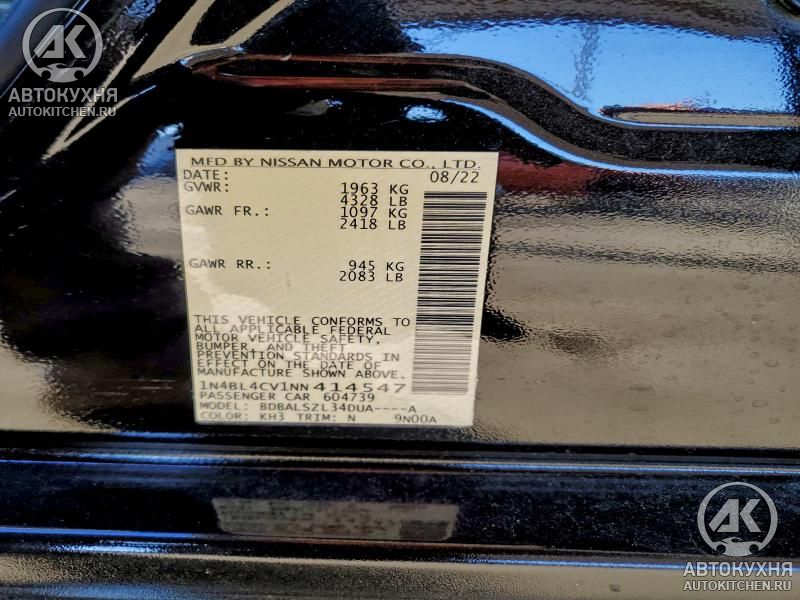 АК
АВТОКУХНЯ
AUTOKITCHEN.RU
MFD BY NISSAN MOTOR CO., LTD.
DATE: 08/22
GVWR: 1963 KG
4328 LB
GAWR FR.: 1097 KG
2418 LB
GAWR RR.: 945 KG
2083 LB
THIS VEHICLE CONFORMS TO
ALL APPLICABLE FEDERAL
MOTOR VEHICLE SAFETY,
BUMPER, AND THEFT
PREVENTION STANDARDS IN
EFFECT ON THE DATE OF
MANUFACTURE SHOWN ABOVE.
1N4BL4CV1NN414547
PASSENGER CAR 604739
MODEL: BDBALSZL34DUA----A
COLOR: KH3 TRIM: N 9N00A
АК
АВТОКУХНЯ
AUTOKITCHEN.RU